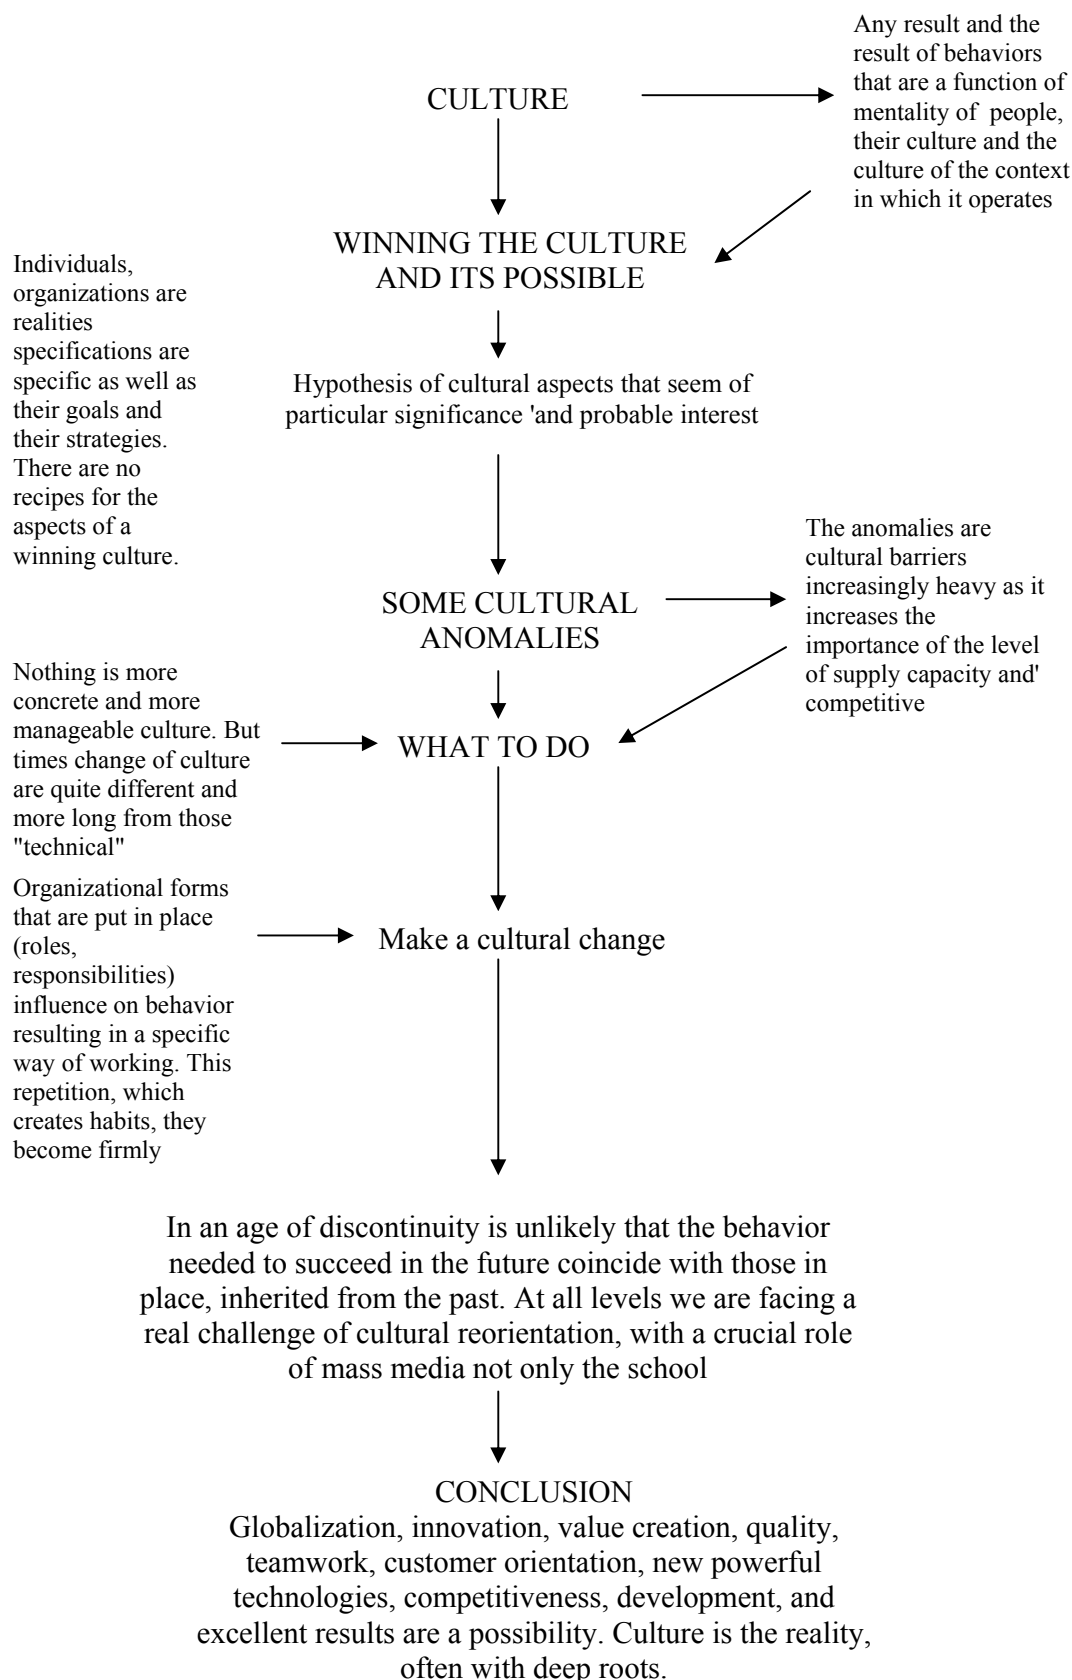 CULTURE
Any result and the
result of behaviors
that are a function of
mentality of people,
their culture and the
culture of the context
in which it operates
WINNING THE CULTURE
AND ITS POSSIBLE
Individuals,
organizations are
realities
specifications are
specific as well as
their goals and
their strategies.
There are no
recipes for the
aspects of a
winning culture.
Hypothesis of cultural aspects that seem of
particular significance 'and probable interest
SOME CULTURAL
ANOMALIES
The anomalies are
cultural barriers
increasingly heavy as it
increases the
importance of the level
of supply capacity and'
competitive
Nothing is more
concrete and more
manageable culture. But
times change of culture
are quite different and
more long from those
"technical"
WHAT TO DO
Organizational forms
that are put in place
(roles,
responsibilities)
influence on behavior
resulting in a specific
way of working. This
repetition, which
creates habits, they
become firmly
Make a cultural change
In an age of discontinuity is unlikely that the behavior
needed to succeed in the future coincide with those in
place, inherited from the past. At all levels we are facing a
real challenge of cultural reorientation, with a crucial role
of mass media not only the school
CONCLUSION
Globalization, innovation, value creation, quality,
teamwork, customer orientation, new powerful
technologies, competitiveness, development, and
excellent results are a possibility. Culture is the reality,
often with deep roots.